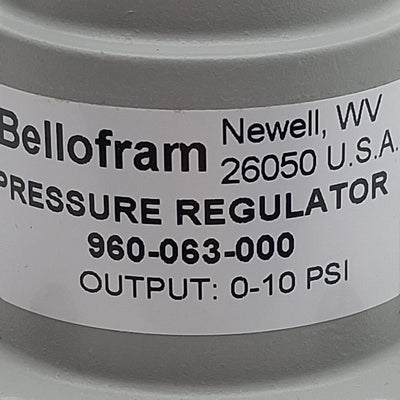 Bellofram Newell, WV
26050 U.S.A.
PRESSURE REGULATOR
960-063-000
OUTPUT: 0-10 PSI